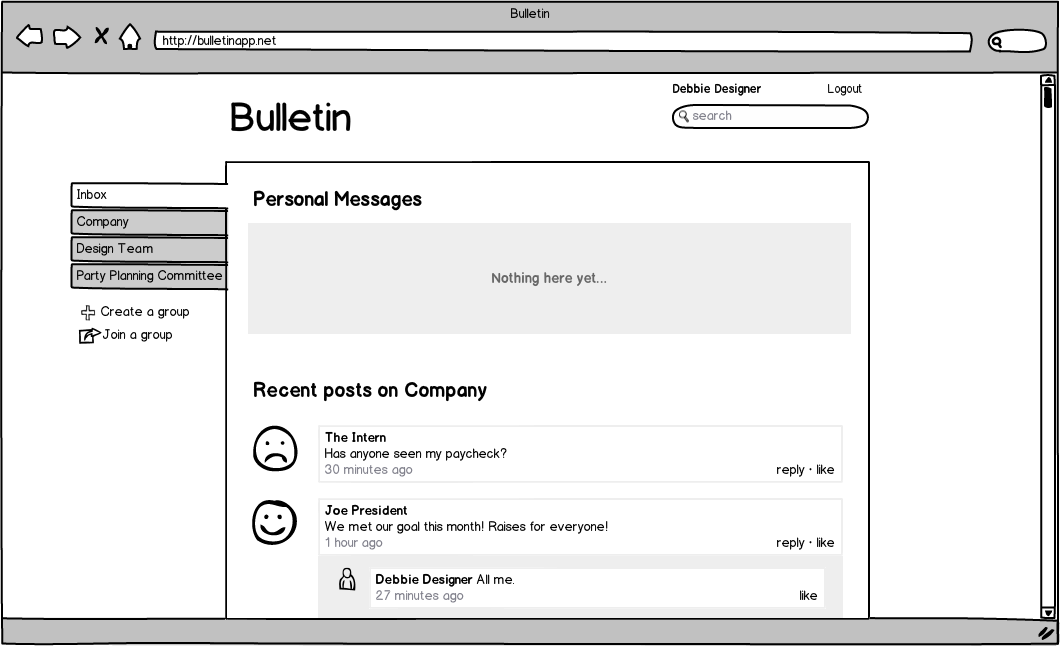 Bulletin
http://bulletinapp.net
Debbie Designer Logout
Bulletin
search
Inbox
Company
Design Team
Party Planning Committee
Create a group
Join a group
Personal Messages
Nothing here yet...
Recent posts on Company
The Intern
Has anyone seen my paycheck?
30 minutes ago reply · like
Joe President
We met our goal this month! Raises for everyone!
1 hour ago reply · like
Debbie Designer All me.
27 minutes ago like